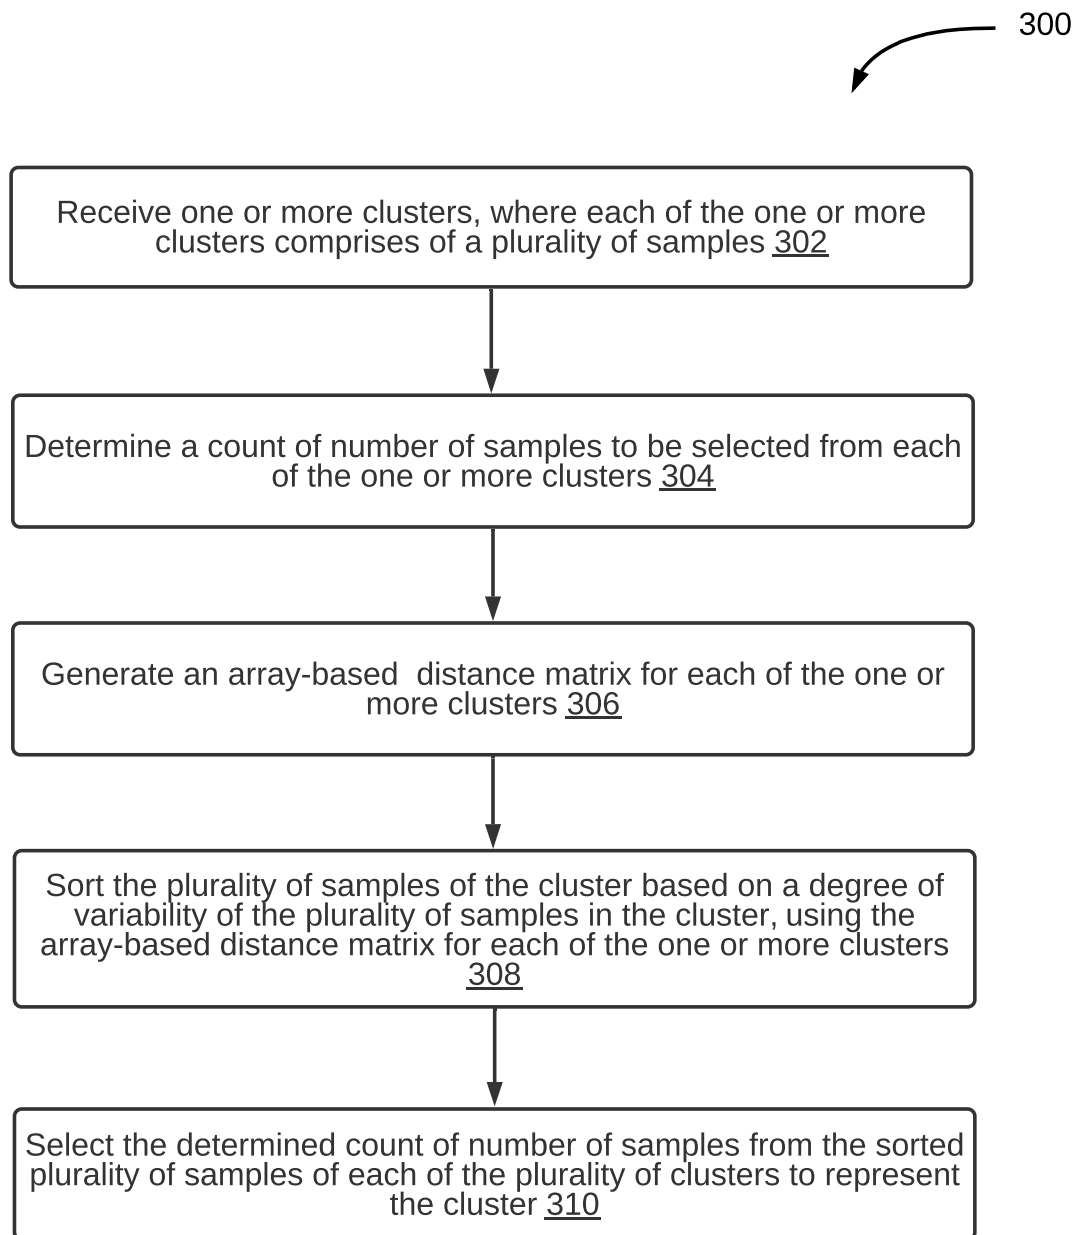 300
Receive one or more clusters, where each of the one or more
clusters comprises of a plurality of samples 302
Determine a count of number of samples to be selected from each
of the one or more clusters 304
Generate an array-based  distance matrix for each of the one or
more clusters 306
Sort the plurality of samples of the cluster based on a degree of
variability of the plurality of samples in the cluster, using the
array-based distance matrix for each of the one or more clusters
308
Select the determined count of number of samples from the sorted
plurality of samples of each of the plurality of clusters to represent
the cluster 310